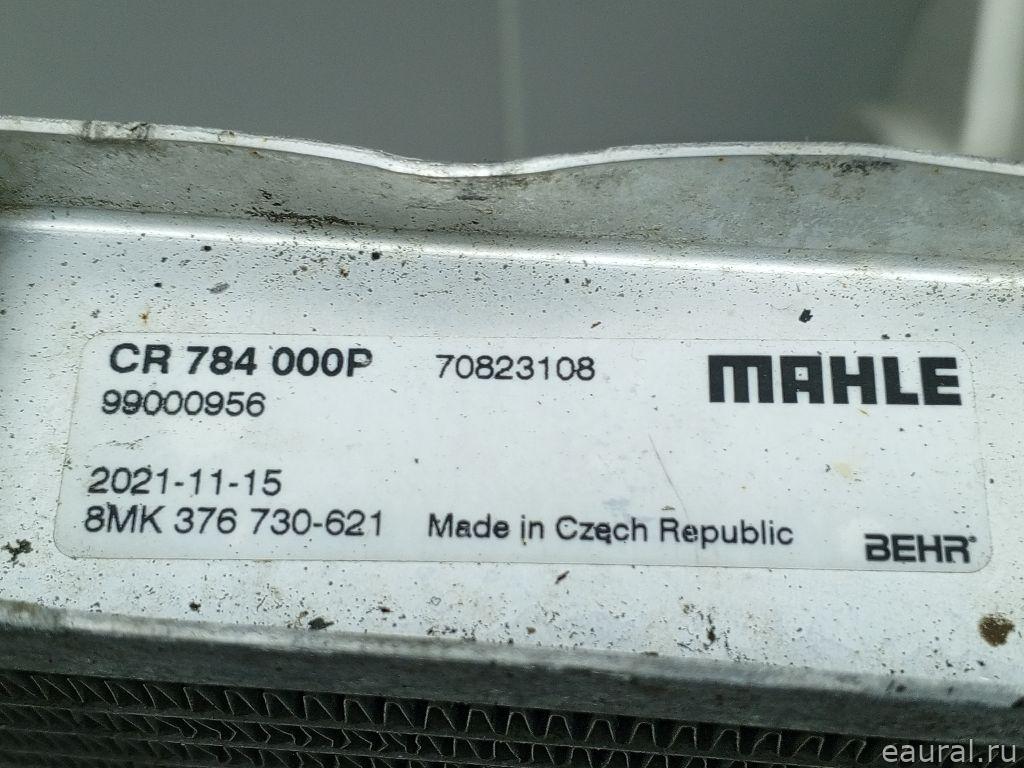 CR 784 000P 70823108 MAHLE
99000956
2021-11-15
8MK 376 730-621 Made in Czech Republic BEHR®
eaural.ru